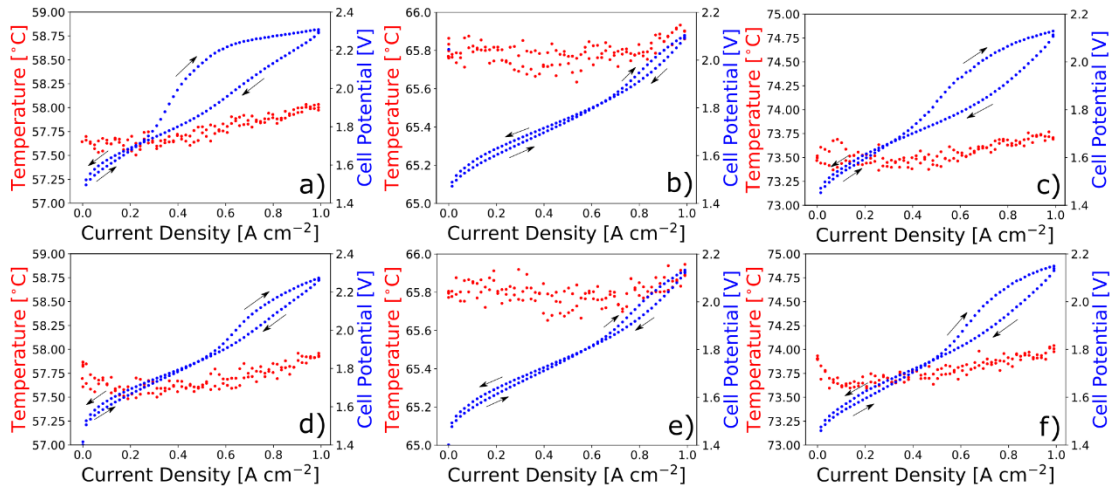 59.00
58.75
58.50
58.25
58.00
57.75
57.50
57.25
57.00
Temperature [°C]
2.4
2.2
2.0
1.8
1.6
1.4
Cell Potential [V]
0.0 0.2 0.4 0.6 0.8 1.0
Current Density [A cm⁻²]
a)
66.0
65.8
65.6
65.4
65.2
65.0
Temperature [°C]
2.2
2.0
1.8
1.6
1.4
Cell Potential [V]
0.0 0.2 0.4 0.6 0.8 1.0
Current Density [A cm⁻²]
b)
75.00
74.75
74.50
74.25
74.00
73.75
73.50
73.25
73.00
Temperature [°C]
2.2
2.0
1.8
1.6
1.4
Cell Potential [V]
0.0 0.2 0.4 0.6 0.8 1.0
Current Density [A cm⁻²]
c)
59.00
58.75
58.50
58.25
58.00
57.75
57.50
57.25
57.00
Temperature [°C]
2.4
2.2
2.0
1.8
1.6
1.4
Cell Potential [V]
0.0 0.2 0.4 0.6 0.8 1.0
Current Density [A cm⁻²]
d)
66.0
65.8
65.6
65.4
65.2
65.0
Temperature [°C]
2.2
2.0
1.8
1.6
1.4
Cell Potential [V]
0.0 0.2 0.4 0.6 0.8 1.0
Current Density [A cm⁻²]
e)
75.00
74.75
74.50
74.25
74.00
73.75
73.50
73.25
73.00
Temperature [°C]
2.2
2.0
1.8
1.6
1.4
Cell Potential [V]
0.0 0.2 0.4 0.6 0.8 1.0
Current Density [A cm⁻²]
f)